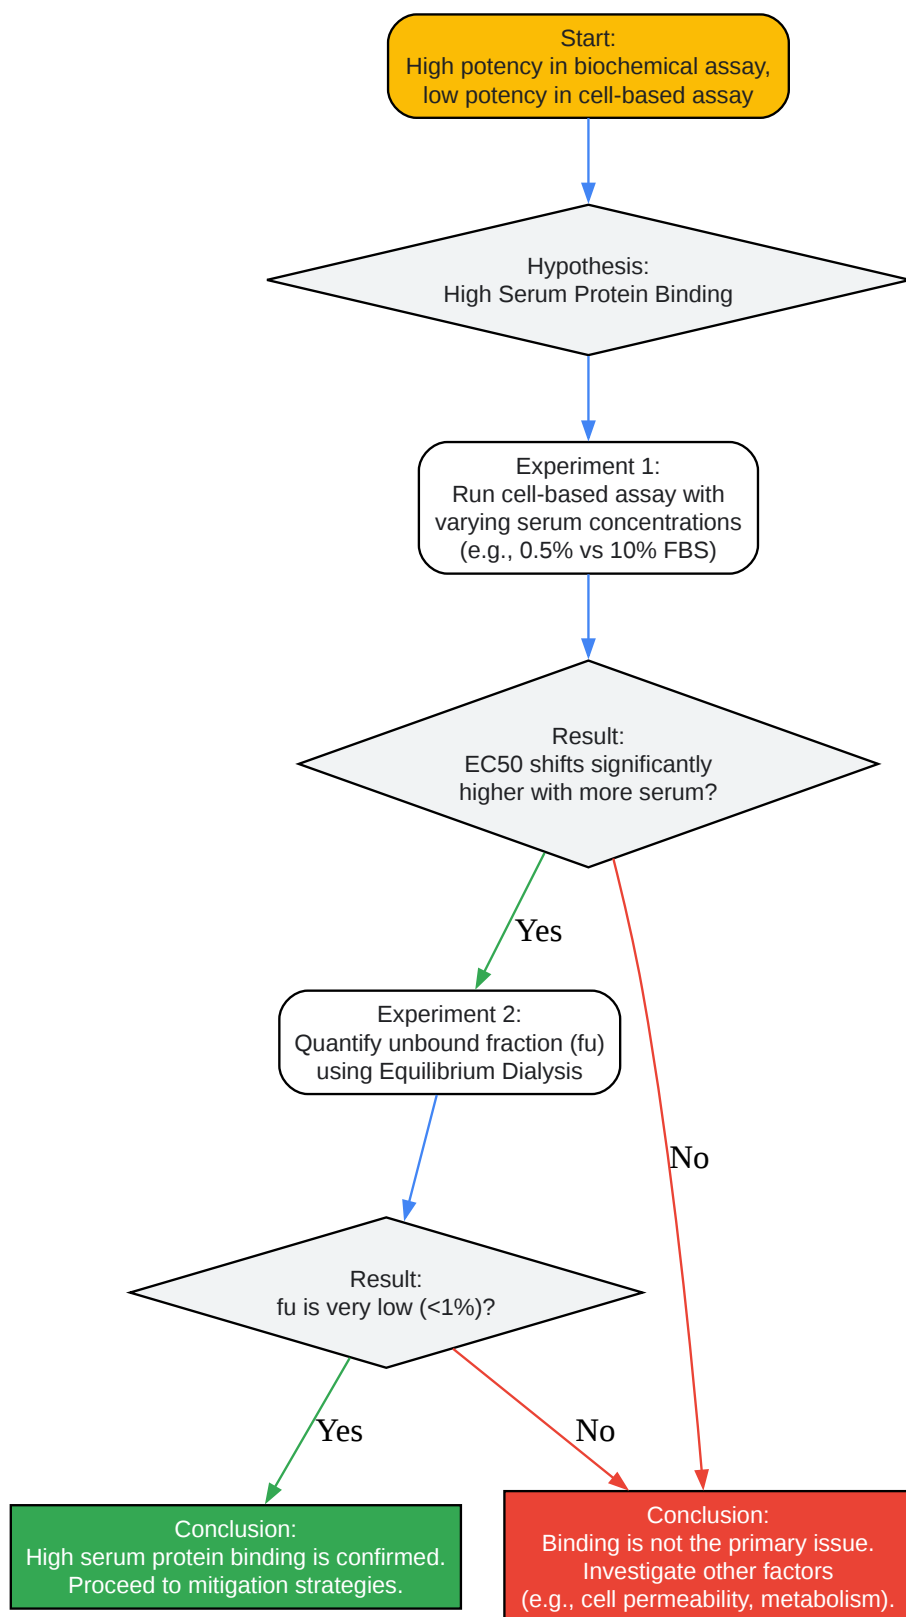 Start:
High potency in biochemical assay,
low potency in cell-based assay
Hypothesis:
High Serum Protein Binding
Experiment 1:
Run cell-based assay with
varying serum concentrations
(e.g., 0.5% vs 10% FBS)
Result:
EC50 shifts significantly
higher with more serum?
Yes
Experiment 2:
Quantify unbound fraction (fu)
using Equilibrium Dialysis
No
Result:
fu is very low (<1%)?
Yes
No
Conclusion:
High serum protein binding is confirmed.
Proceed to mitigation strategies.
Conclusion:
Binding is not the primary issue.
Investigate other factors
(e.g., cell permeability, metabolism).